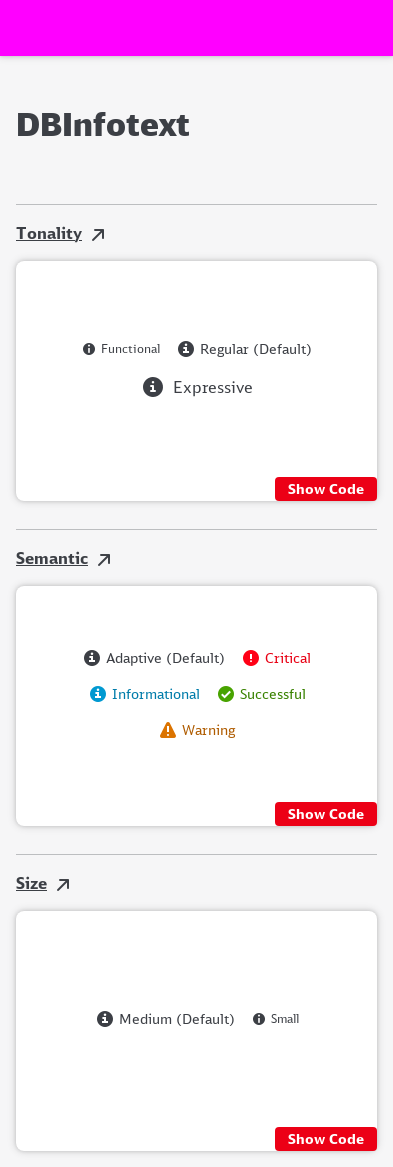 DBInfotext
Tonality
Functional Regular (Default)
Expressive
Show Code
Semantic
Adaptive (Default) Critical
Informational Successful
Warning
Show Code
Size
Medium (Default) Small
Show Code